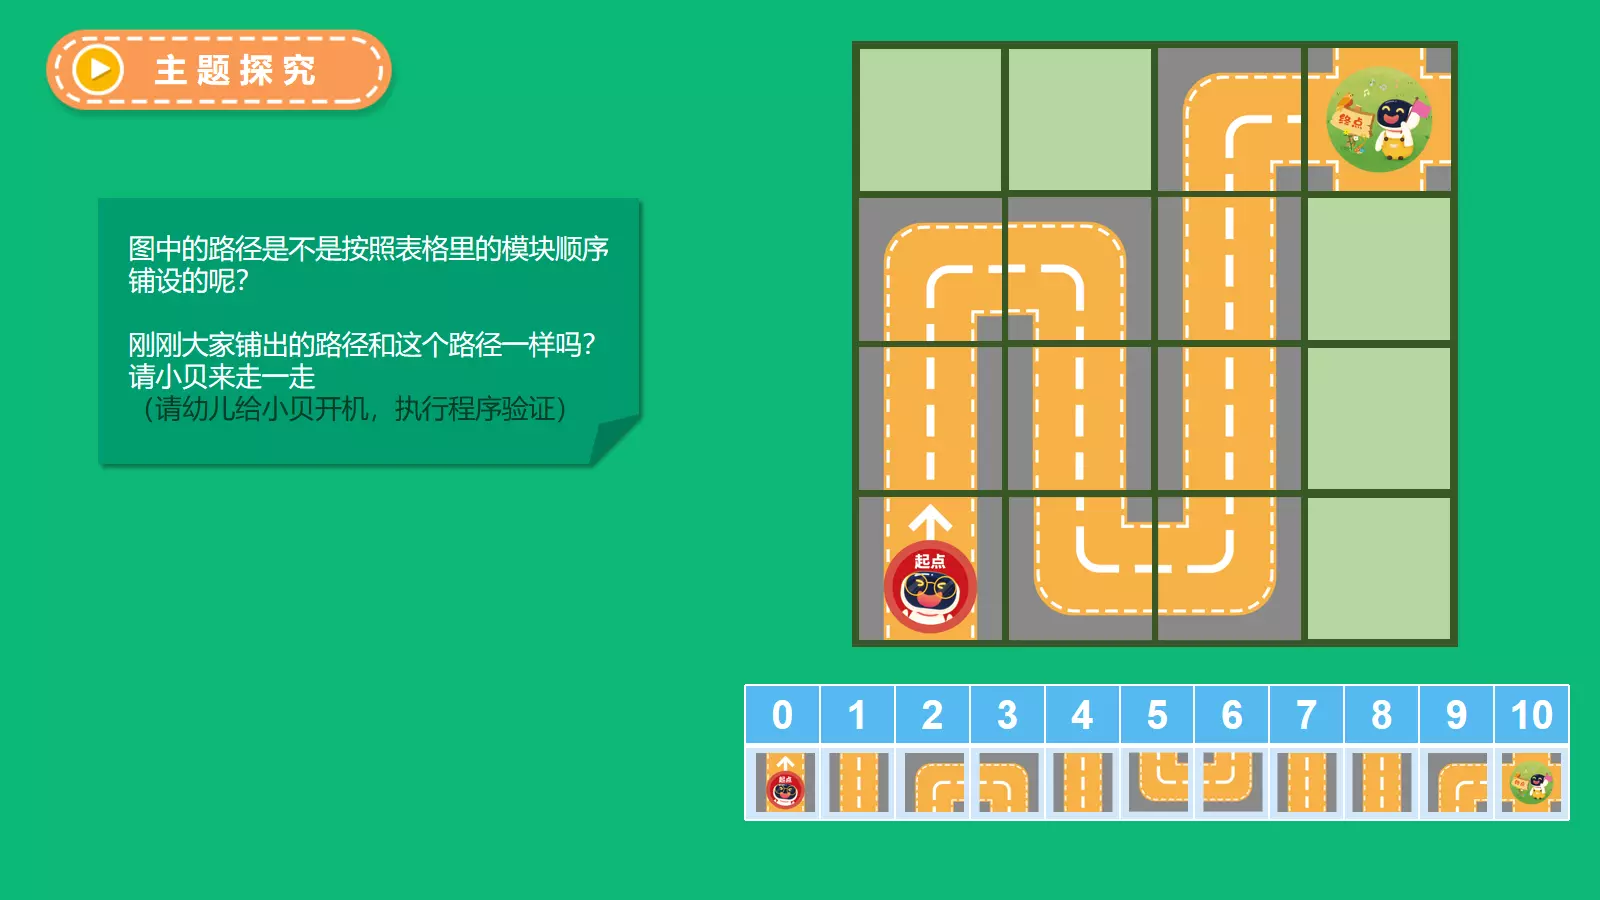 主题探究
图中的路径是不是按照表格里的模块顺序
铺设的呢？
刚刚大家铺出的路径和这个路径一样吗？
请小贝来走一走
（请幼儿给小贝开机，执行程序验证）
终点
起点
0 1 2 3 4 5 6 7 8 9 10
起点 终点